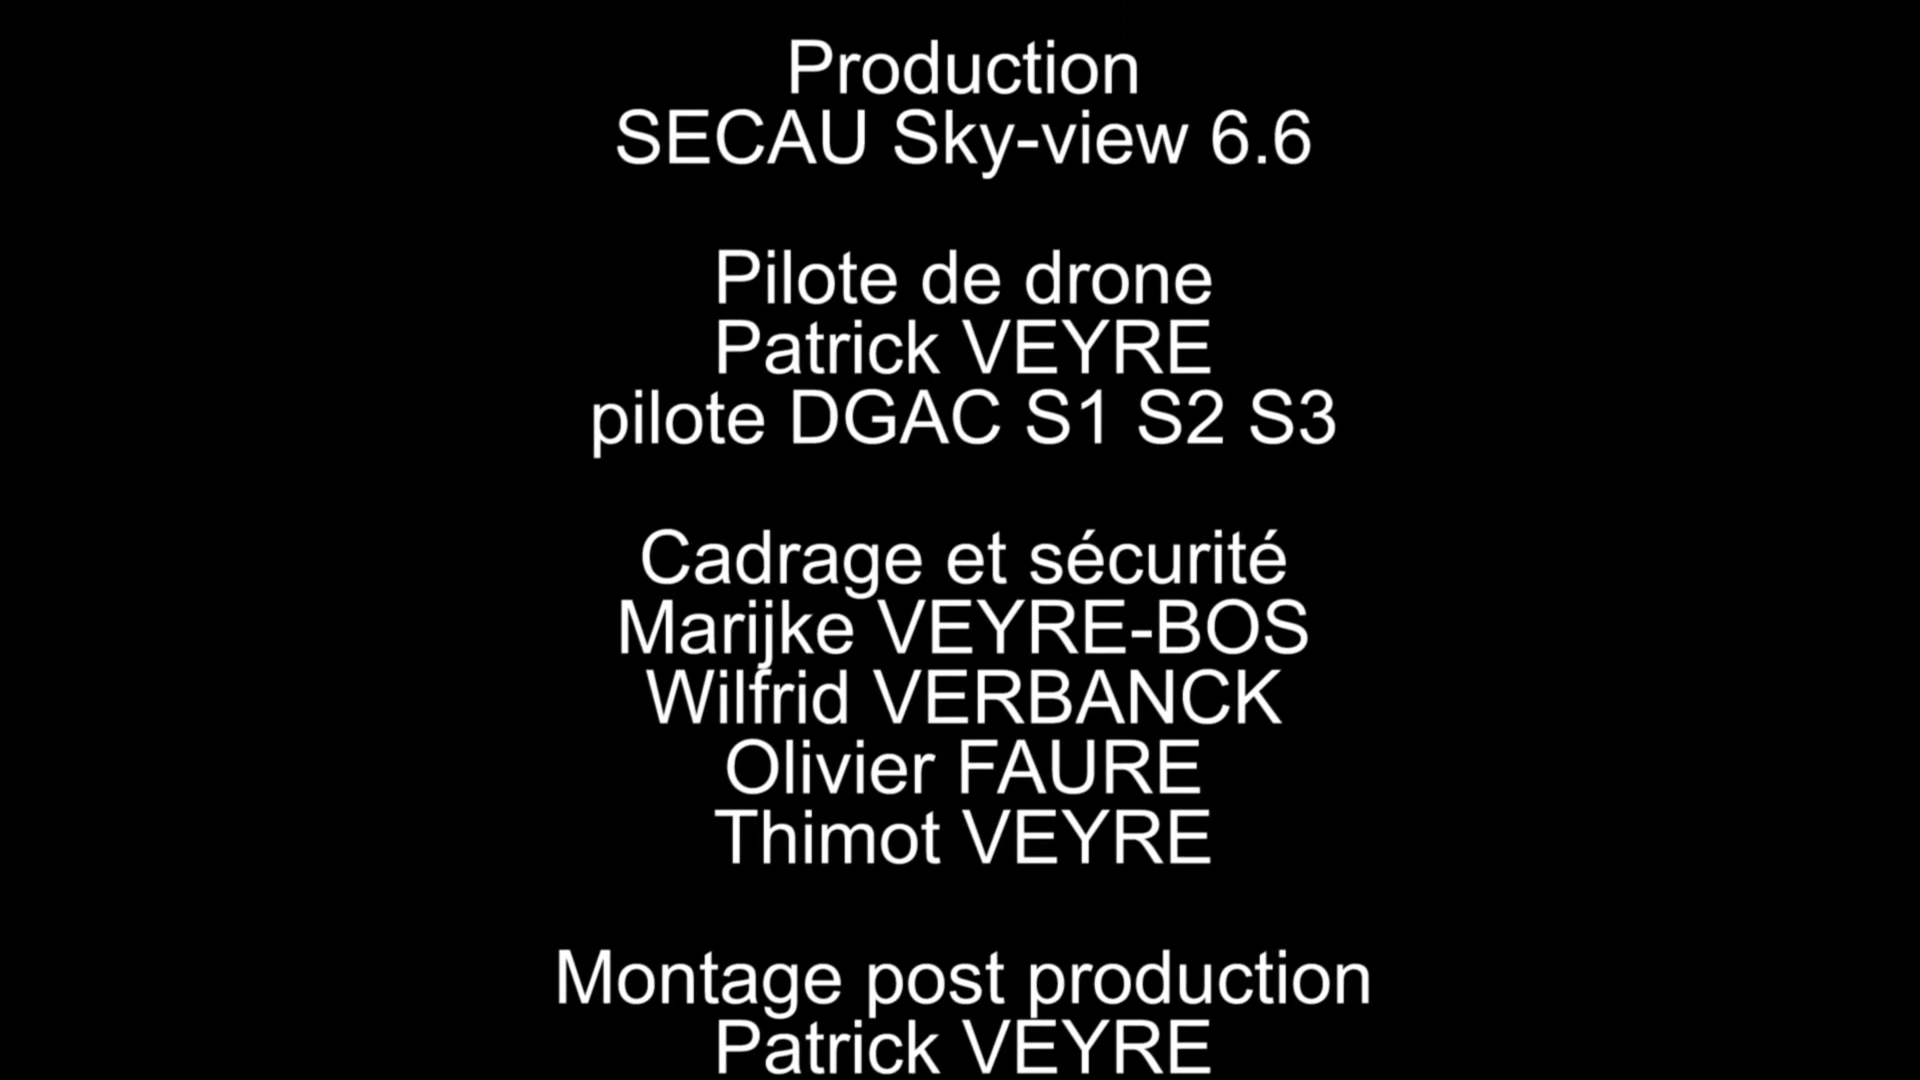 Production
SECAU Sky-view 6.6
Pilote de drone
Patrick VEYRE
pilote DGAC S1 S2 S3
Cadrage et sécurité
Marijke VEYRE-BOS
Wilfrid VERBANCK
Olivier FAURE
Thimot VEYRE
Montage post production
Patrick VEYRE